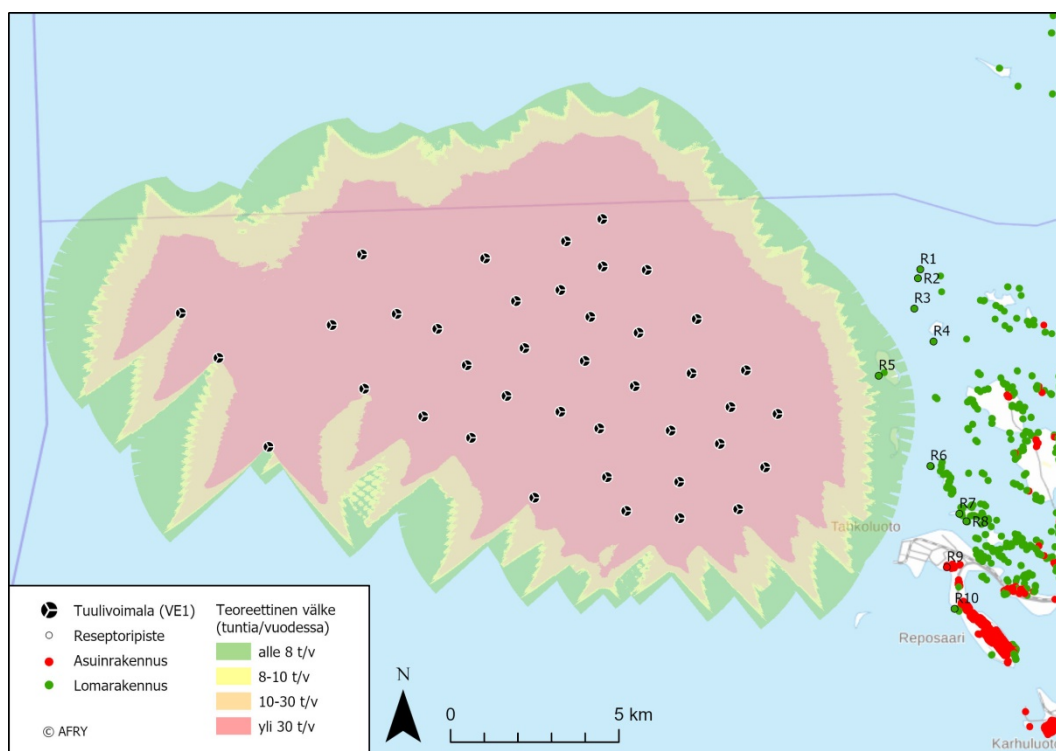 R1
R2
R3
R4
R5
R6
R7
R8
Tahkoluoto
R9
R10
Reposaari
Karhuluoto
Tuulivoimala (VE1)
Reseptoripiste
Asuinrakennus
Lomarakennus
© AFRY
Teoreettinen välke
(tuntia/vuodessa)
alle 8 t/v
8-10 t/v
10-30 t/v
yli 30 t/v
N
0 5 km